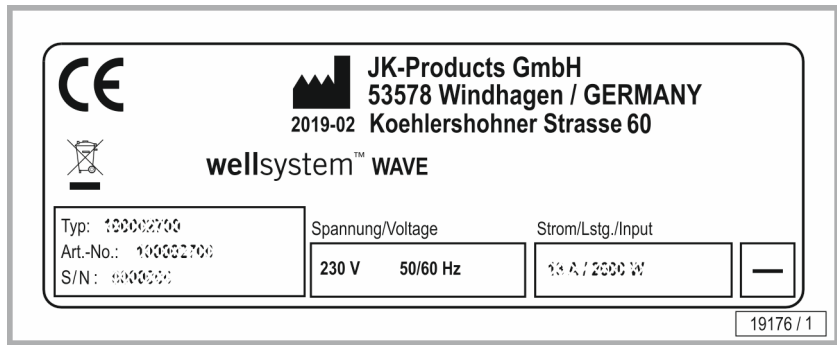 CE
JK-Products GmbH
53578 Windhagen / GERMANY
2019-02 Koehlershohner Strasse 60
wellsystem™ WAVE
Typ:
Art.-No.:
S/N:
Spannung/Voltage
230 V 50/60 Hz
Strom/Lstg./Input
19176 / 1